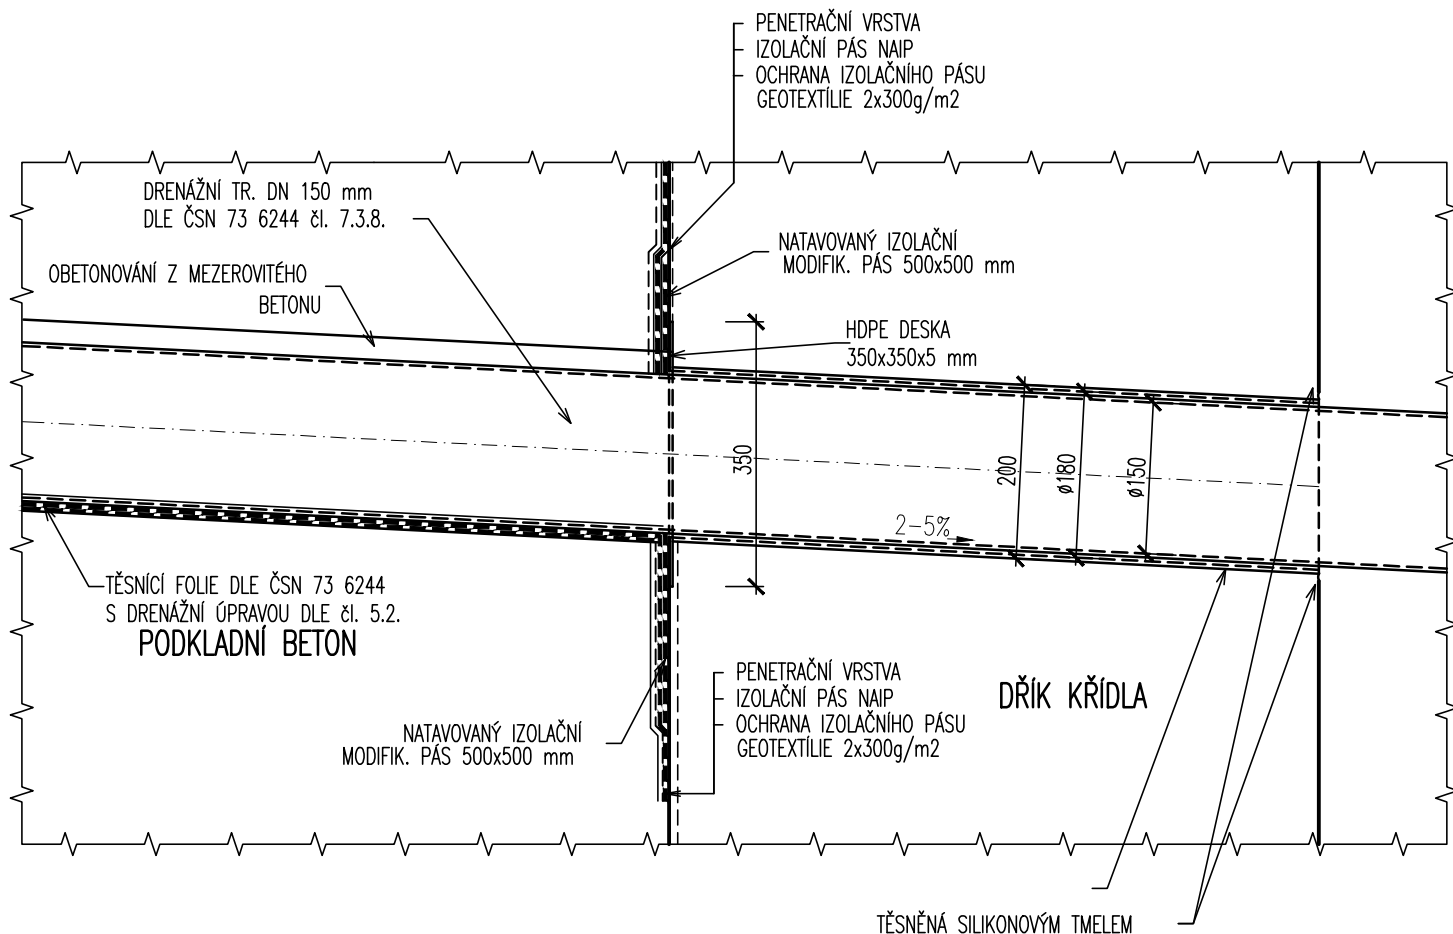 PENETRAČNÍ VRSTVA
IZOLAČNÍ PÁS NAIP
OCHRANA IZOLAČNÍHO PÁSU
GEOTEXTÍLIE 2x300g/m2
DRENÁŽNÍ TR. DN 150 mm
DLE ČSN 73 6244 čl. 7.3.8.
NATAVOVANÝ IZOLAČNÍ
MODIFIK. PÁS 500x500 mm
OBETONOVÁNÍ Z MEZEROVITÉHO
BETONU
HDPE DESKA
350x350x5 mm
350
200
ø180
ø150
2-5%
TĚSNÍCÍ FOLIE DLE ČSN 73 6244
S DRENÁŽNÍ ÚPRAVOU DLE čl. 5.2.
PODKLADNÍ BETON
PENETRAČNÍ VRSTVA
IZOLAČNÍ PÁS NAIP
OCHRANA IZOLAČNÍHO PÁSU
GEOTEXTÍLIE 2x300g/m2
DŘÍK KŘÍDLA
NATAVOVANÝ IZOLAČNÍ
MODIFIK. PÁS 500x500 mm
TĚSNĚNÁ SILIKONOVÝM TMELEM